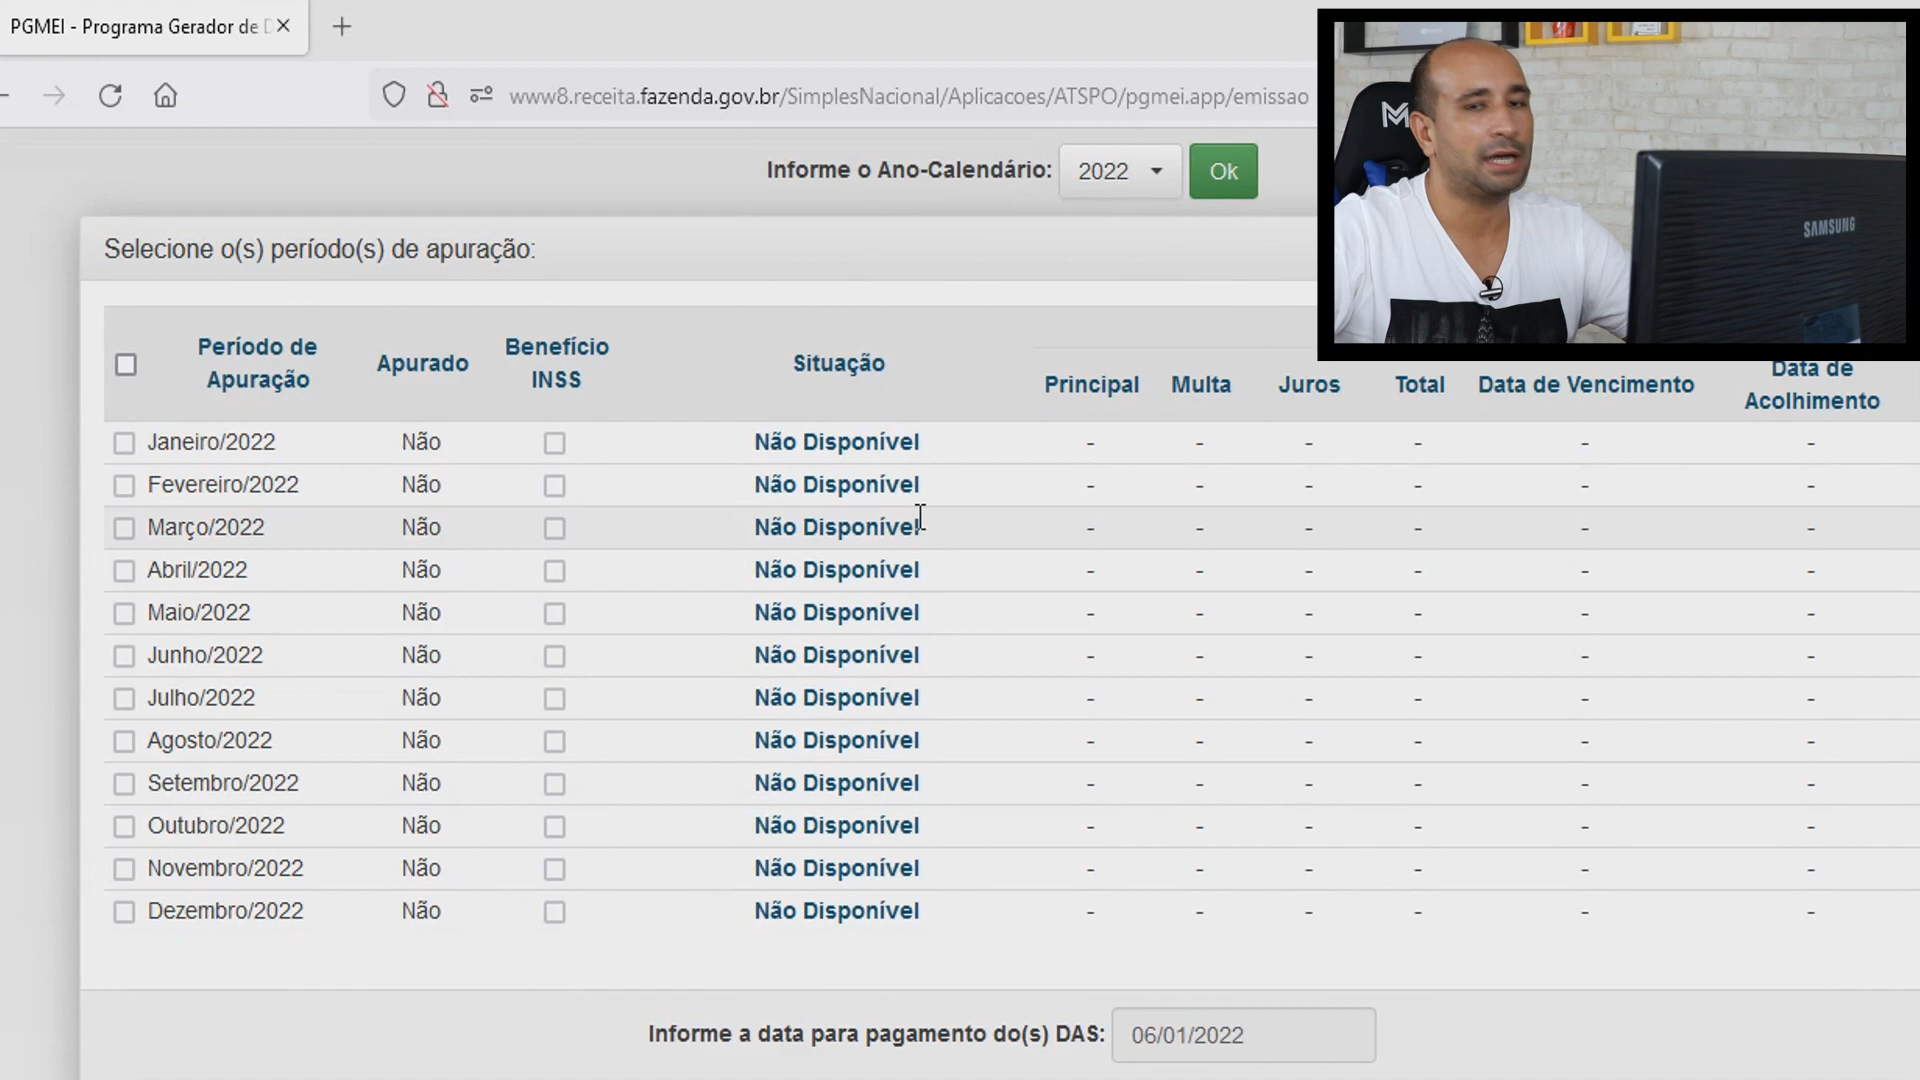 PGMEI - Programa Gerador de D
www8.receita.fazenda.gov.br/SimplesNacional/Aplicacoes/ATSPO/pgmei.app/emissao
Informe o Ano-Calendário: 2022 Ok
Selecione o(s) período(s) de apuração:
Período de Apuração Apurado Benefício INSS Situação Principal Multa Juros Total Data de Vencimento Data de Acolhimento
Janeiro/2022 Não Não Disponível - - - - - -
Fevereiro/2022 Não Não Disponível - - - - - -
Março/2022 Não Não Disponível - - - - - -
Abril/2022 Não Não Disponível - - - - - -
Maio/2022 Não Não Disponível - - - - - -
Junho/2022 Não Não Disponível - - - - - -
Julho/2022 Não Não Disponível - - - - - -
Agosto/2022 Não Não Disponível - - - - - -
Setembro/2022 Não Não Disponível - - - - - -
Outubro/2022 Não Não Disponível - - - - - -
Novembro/2022 Não Não Disponível - - - - - -
Dezembro/2022 Não Não Disponível - - - - - -
Informe a data para pagamento do(s) DAS: 06/01/2022
SAMSUNG